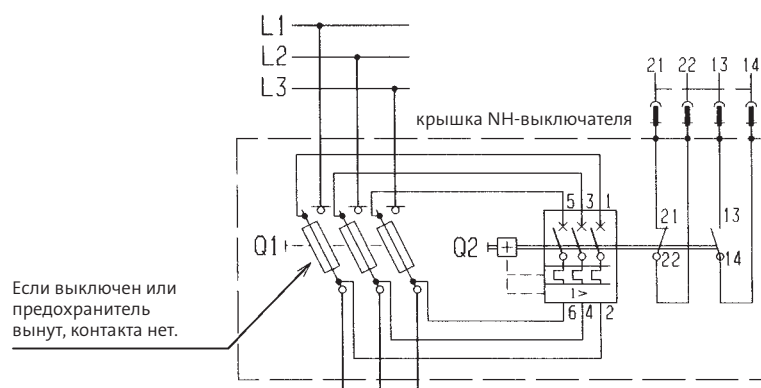 L1
L2
L3
21 22 13 14
крышка NH-выключателя
5 3 1
21 13
Q1
Q2
22 14
I>
6 4 2
Если выключен или
предохранитель
вынут, контакта нет.